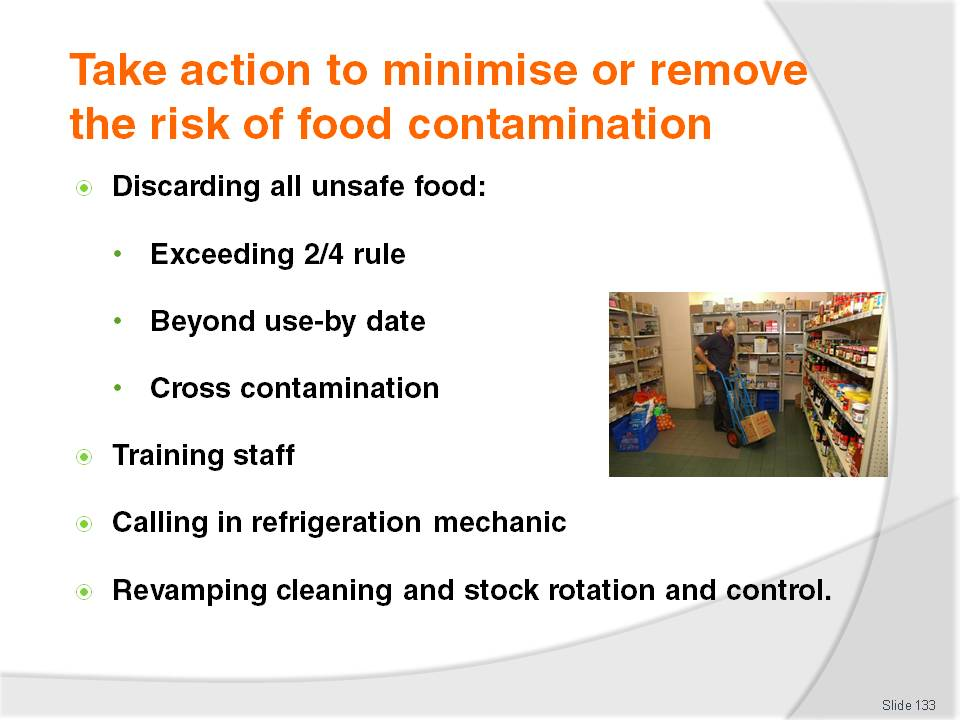 Take action to minimise or remove
the risk of food contamination
Discarding all unsafe food:
Exceeding 2/4 rule
Beyond use-by date
Cross contamination
Training staff
Calling in refrigeration mechanic
Revamping cleaning and stock rotation and control.
Slide 133